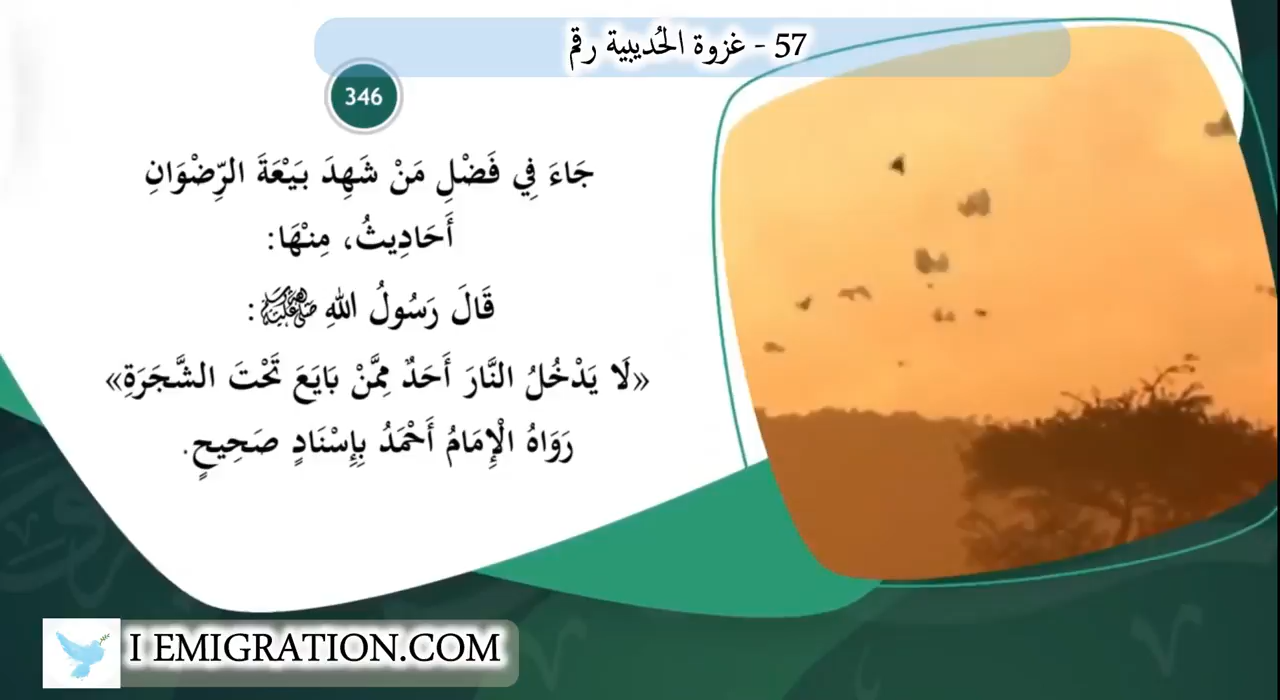 57 - غزوة الحُديبية رقم
346
جَاءَ فِي فَضْلِ مَنْ شَهِدَ بَيْعَةَ الرِّضْوَانِ
أَحَادِيثُ، مِنْهَا:
قَالَ رَسُولُ اللهِ ﷺ:
«لَا يَدْخُلُ النَّارَ أَحَدٌ مِمَّنْ بَايَعَ تَحْتَ الشَّجَرَةِ»
رَوَاهُ الْإِمَامُ أَحْمَدُ بِإِسْنَادٍ صَحِيحٍ.
I EMIGRATION.COM